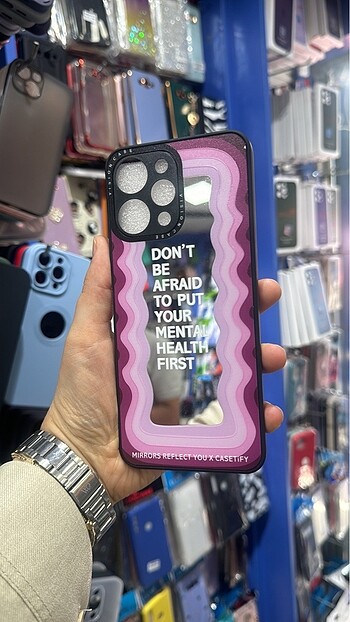 DON'T
BE
AFRAID
TO PUT
YOUR
MENTAL
HEALTH
FIRST
MIRRORS REFLECT YOU X CASETiFY